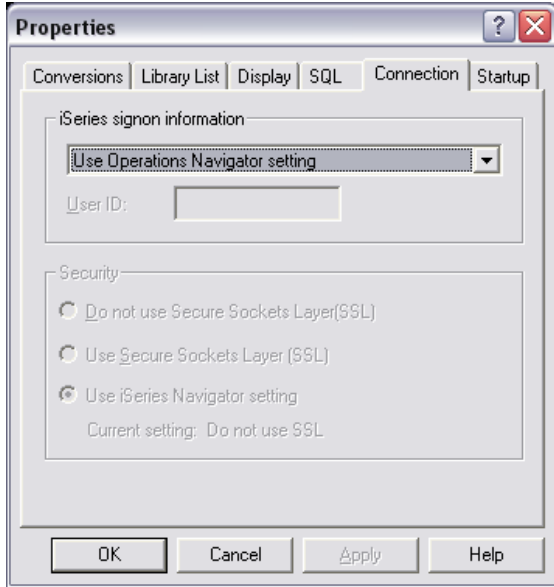 Properties
?
X
Conversions Library List Display SQL Connection Startup
iSeries signon information
Use Operations Navigator setting
User ID:
Security
Do not use Secure Sockets Layer(SSL)
Use Secure Sockets Layer (SSL)
Use iSeries Navigator setting
Current setting: Do not use SSL
OK Cancel Apply Help